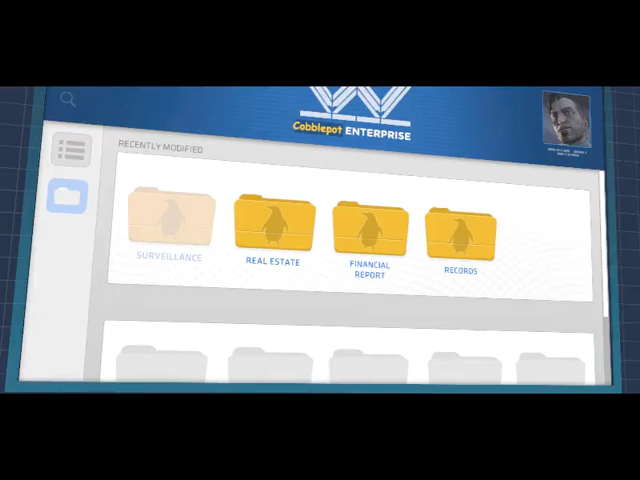 Cobblepot ENTERPRISE
RECENTLY MODIFIED
SURVEILLANCE
REAL ESTATE
FINANCIAL
REPORT
RECORDS